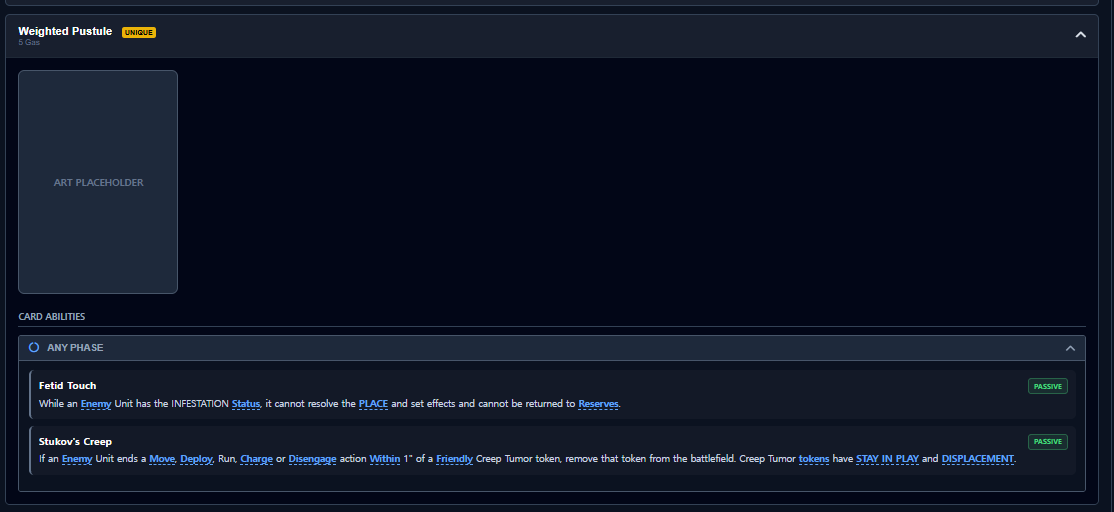 Weighted Pustule UNIQUE
5 Gas
ART PLACEHOLDER
CARD ABILITIES
ANY PHASE
Fetid Touch PASSIVE
While an Enemy Unit has the INFESTATION Status, it cannot resolve the PLACE and set effects and cannot be returned to Reserves.
Stukov's Creep PASSIVE
If an Enemy Unit ends a Move, Deploy, Run, Charge or Disengage action Within 1" of a Friendly Creep Tumor token, remove that token from the battlefield. Creep Tumor tokens have STAY IN PLAY and DISPLACEMENT.